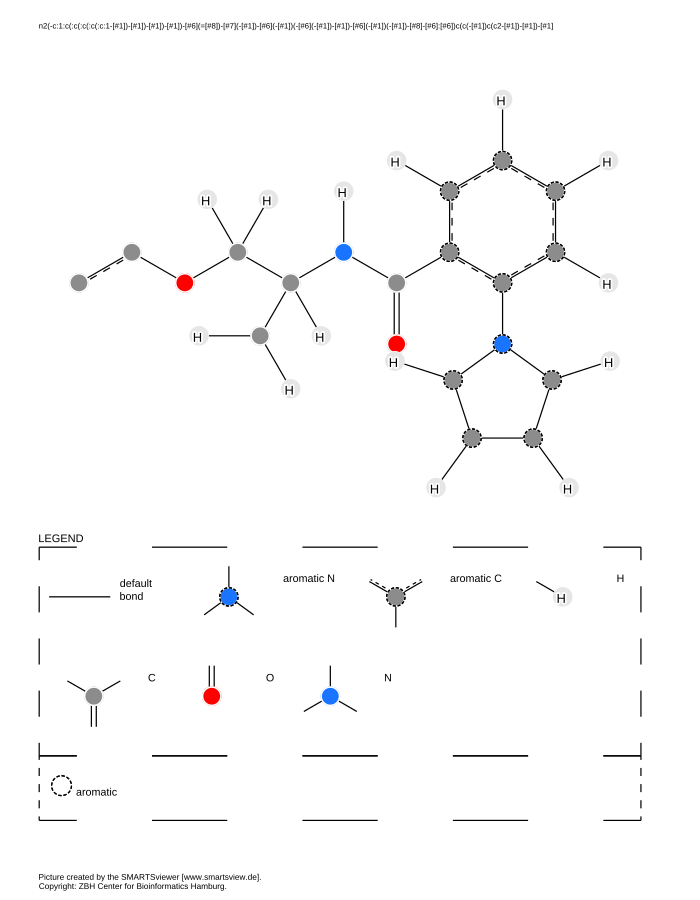 n2(-c:1:c(:c(:c(:c(:c:1-[#1])-[#1])-[#1])-[#1])-[#6](=[#8])-[#7](-[#1])-[#6](-[#1])(-[#6](-[#1])-[#1])-[#6](-[#1])(-[#1])-[#8]-[#6]:[#6])c(c(-[#1])c(c2-[#1])-[#1])-[#1]
H
H H
H H H
H
H H
H H H
H
H H
LEGEND
default bond aromatic N aromatic C H H
C O N
aromatic
Picture created by the SMARTSviewer [www.smartsview.de].
Copyright: ZBH Center for Bioinformatics Hamburg.